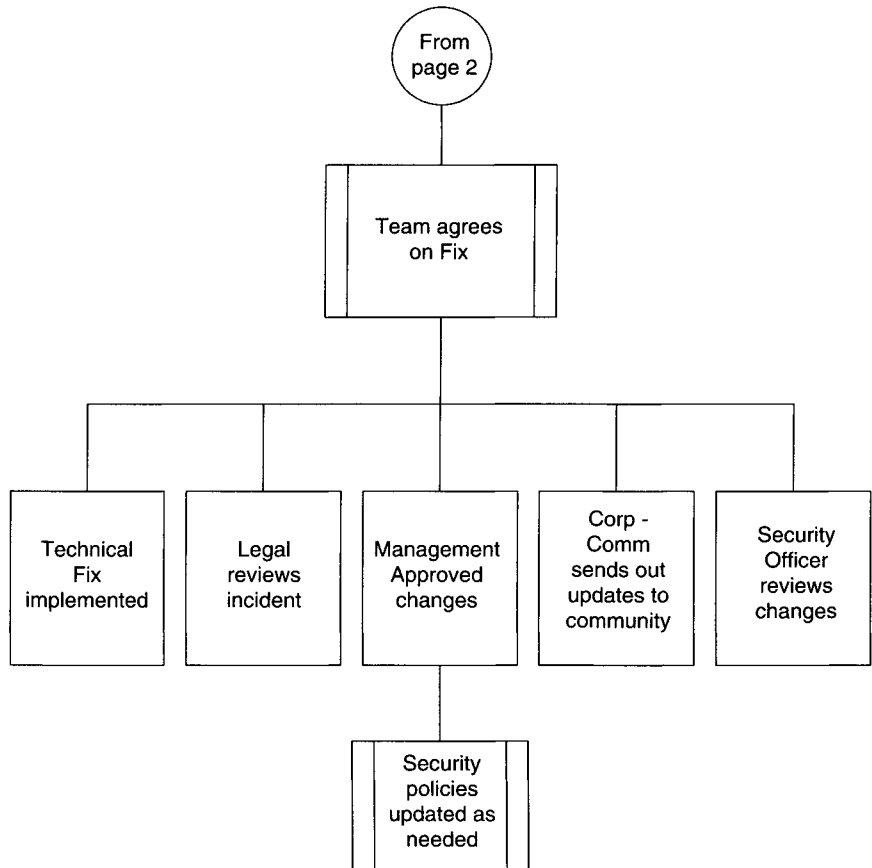 From
page 2
Team agrees
on Fix
Technical
Fix
implemented
Legal
reviews
incident
Management
Approved
changes
Corp -
Comm
sends out
updates to
community
Security
Officer
reviews
changes
Security
policies
updated as
needed